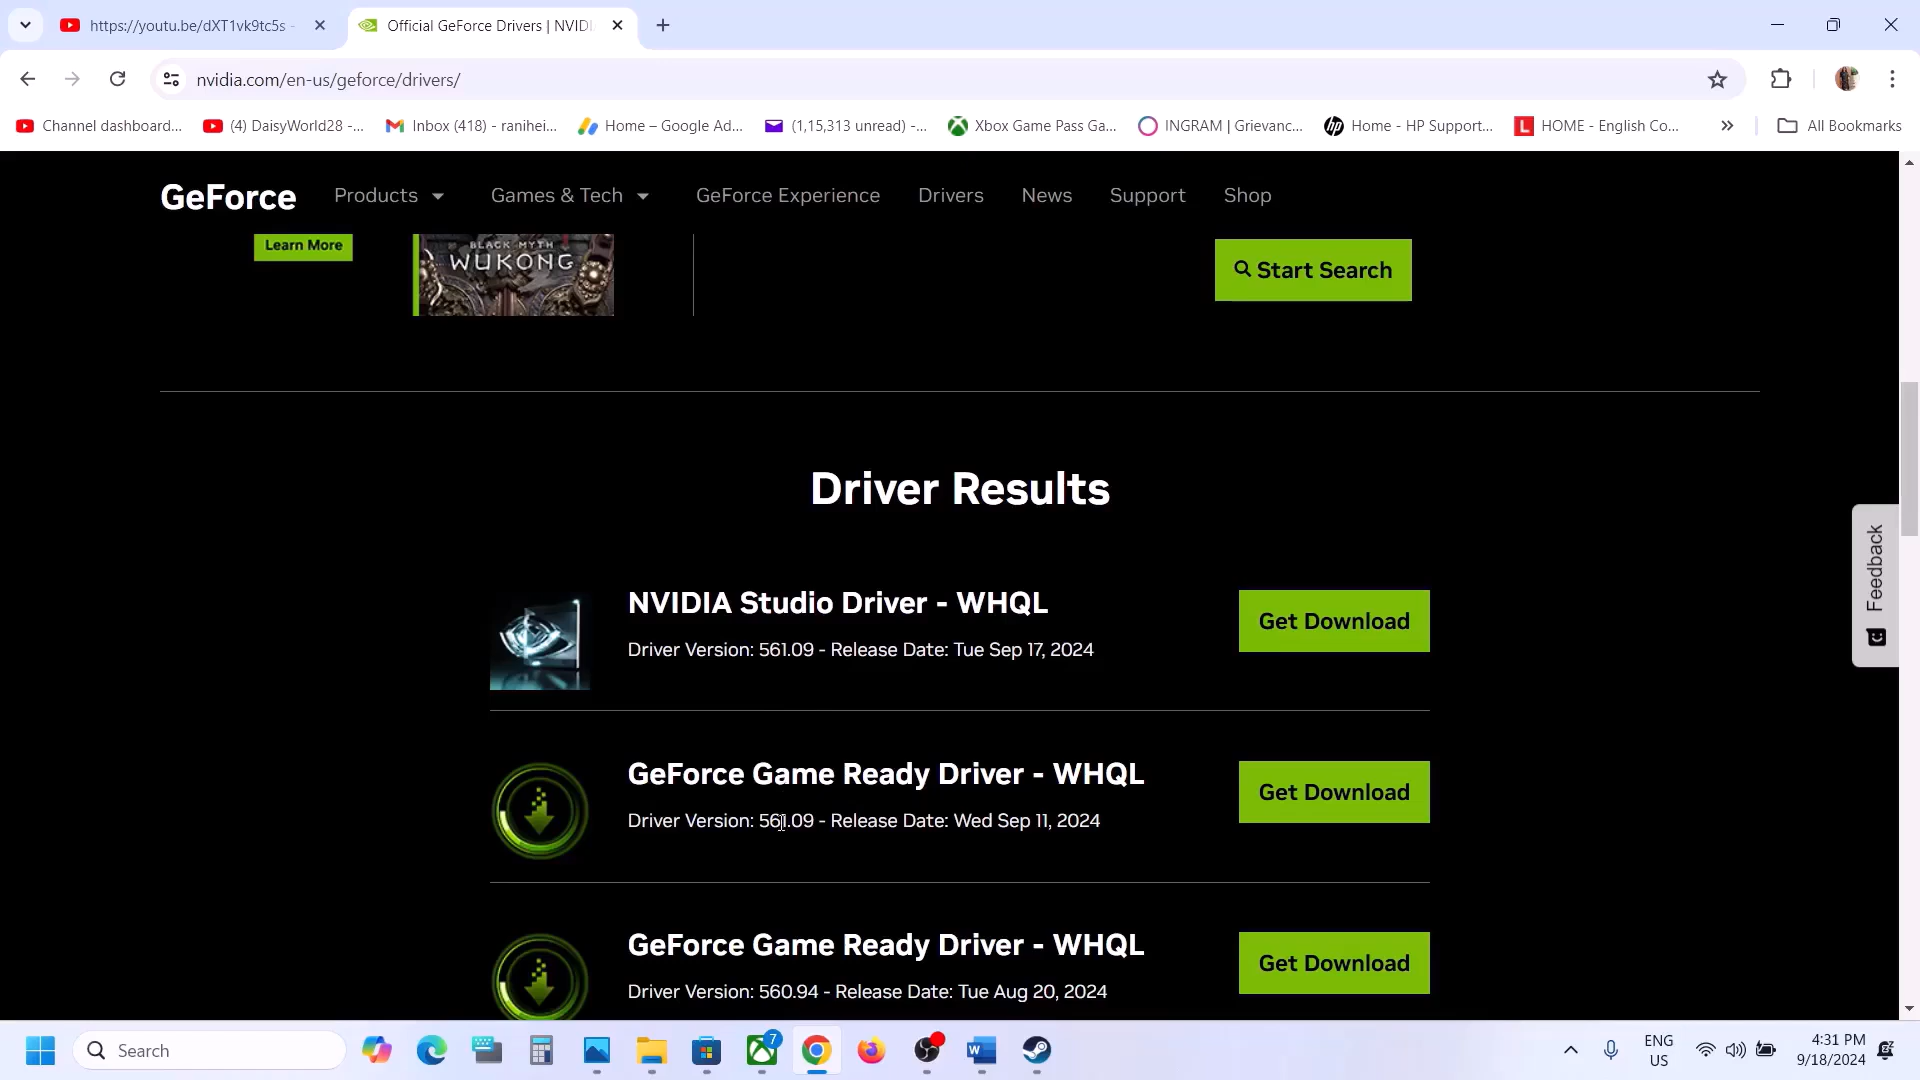 https://youtu.be/dXT1vk9tc5s -
Official GeForce Drivers | NVIDI
nvidia.com/en-us/geforce/drivers/
Channel dashboard...
(4) DaisyWorld28 -...
Inbox (418) - ranihei...
Home – Google Ad...
(1,15,313 unread) -...
Xbox Game Pass Ga...
INGRAM | Grievanc...
Home - HP Support...
HOME - English Co...
All Bookmarks
GeForce
Products
Games & Tech
GeForce Experience
Drivers
News
Support
Shop
Learn More
BLACK MYTH
WUKONG
Start Search
Driver Results
NVIDIA Studio Driver - WHQL
Driver Version: 561.09 - Release Date: Tue Sep 17, 2024
Get Download
GeForce Game Ready Driver - WHQL
Driver Version: 561.09 - Release Date: Wed Sep 11, 2024
Get Download
GeForce Game Ready Driver - WHQL
Driver Version: 560.94 - Release Date: Tue Aug 20, 2024
Get Download
Feedback
Search
7
ENG
US
4:31 PM
9/18/2024